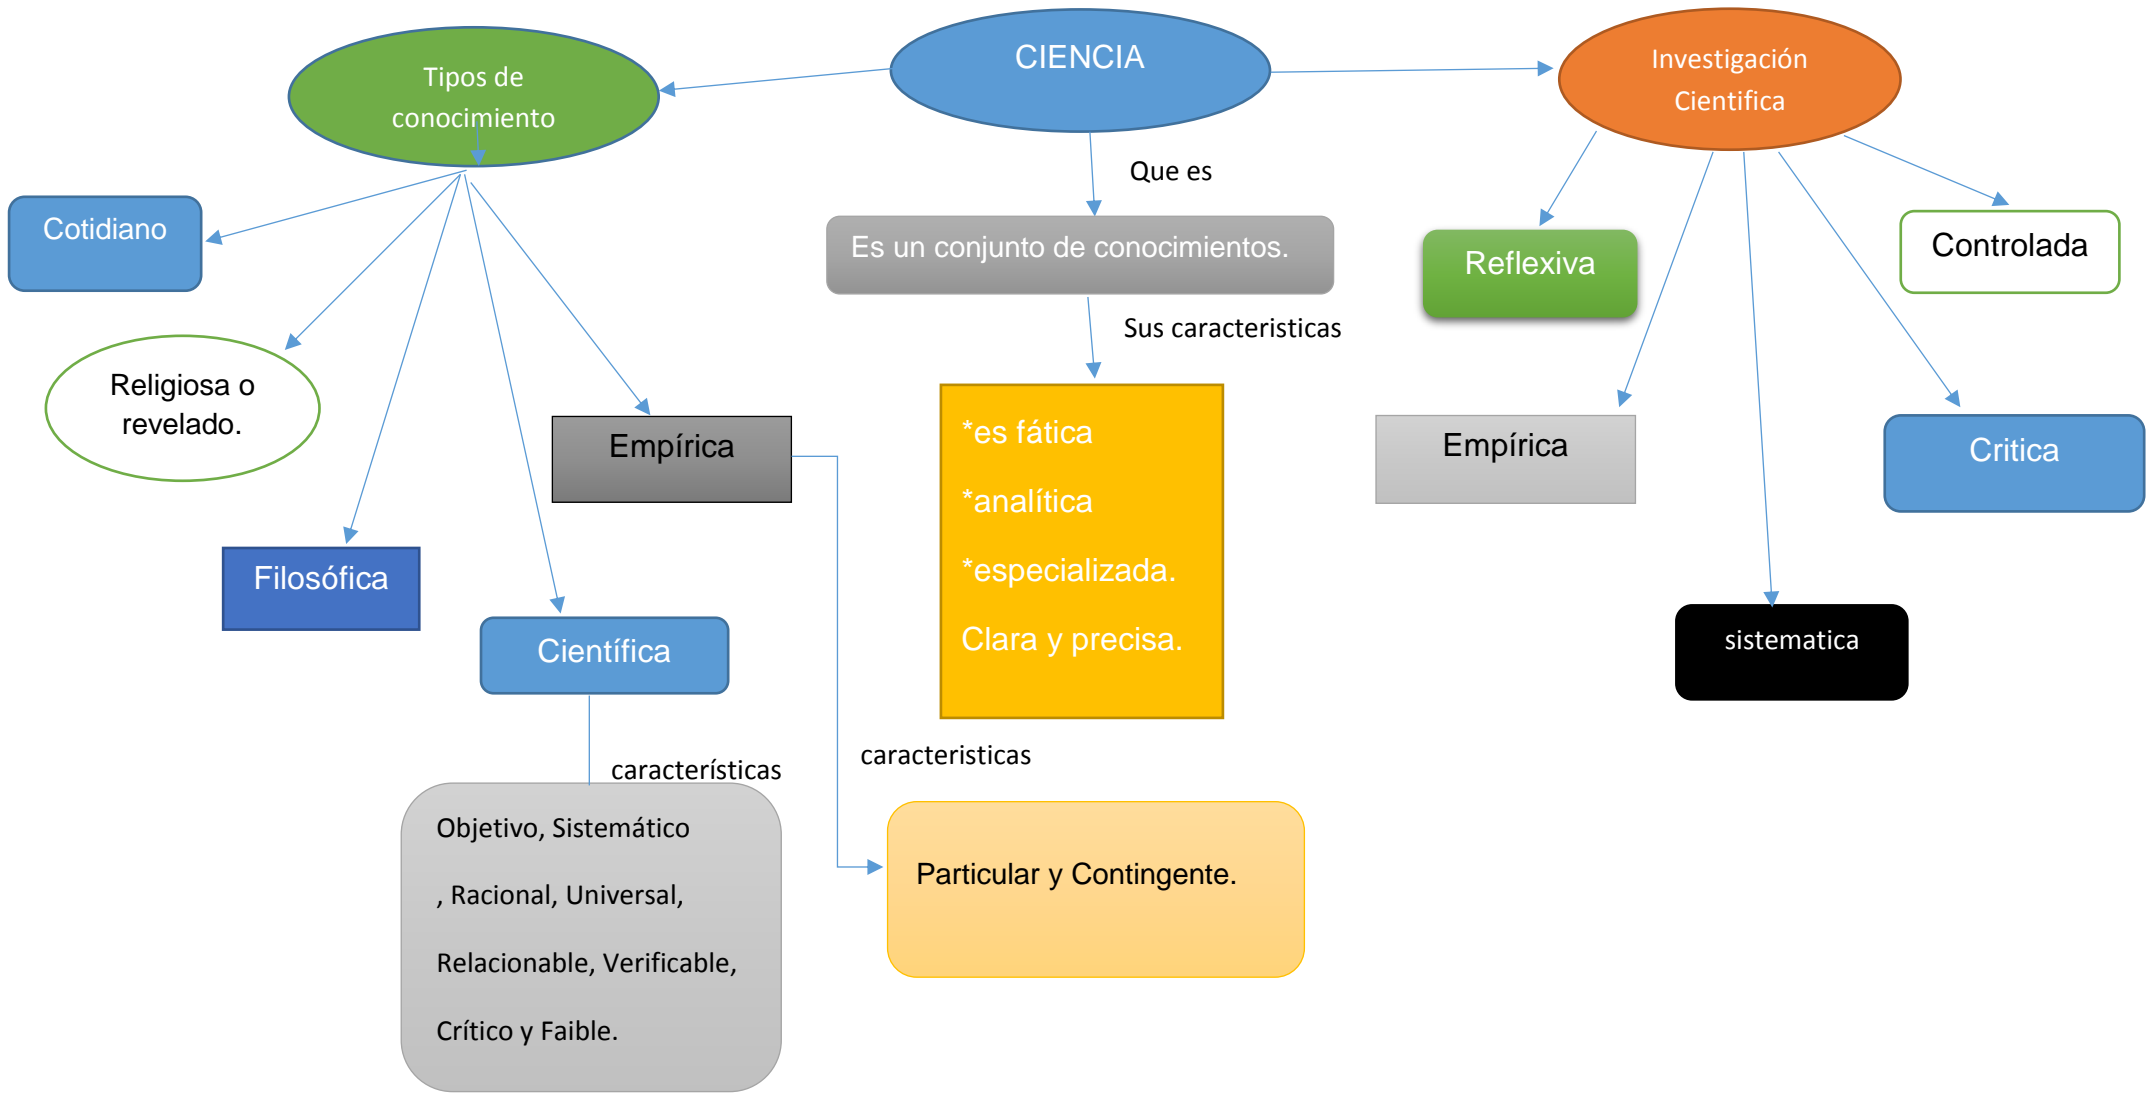 CIENCIA
Tipos de
conocimiento
Investigación
Cientifica
Que es
Cotidiano
Es un conjunto de conocimientos.
Reflexiva
Controlada
Sus caracteristicas
Religiosa o
revelado.
Empírica
*es fática
*analítica
*especializada.
Clara y precisa.
Empírica
Critica
Filosófica
Científica
sistematica
características
caracteristicas
Objetivo, Sistemático
, Racional, Universal,
Relacionable, Verificable,
Crítico y Faible.
Particular y Contingente.